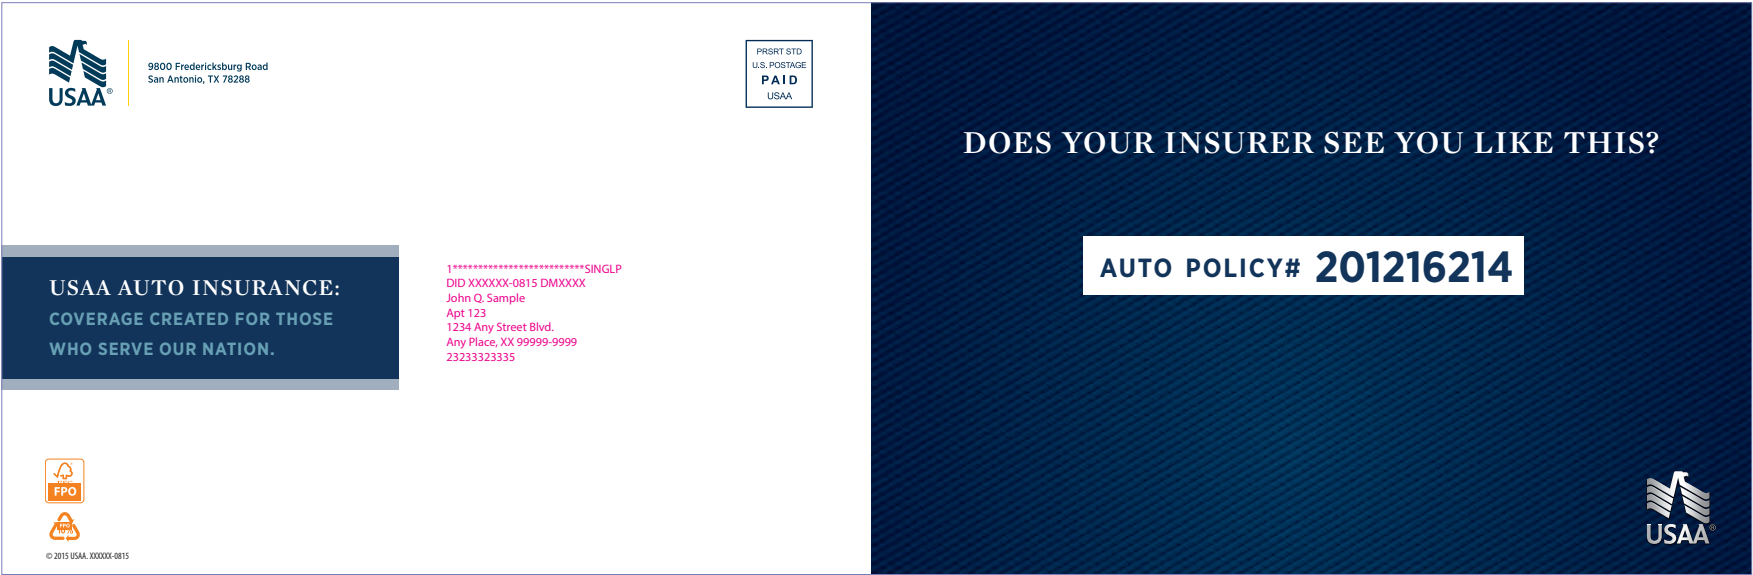 USAA®
9800 Fredericksburg Road
San Antonio, TX 78288
PRSRT STD
U.S. POSTAGE
PAID
USAA
USAA AUTO INSURANCE:
COVERAGE CREATED FOR THOSE
WHO SERVE OUR NATION.
1**************************SINGLP
DID XXXXXX-0815 DMXXXX
John Q. Sample
Apt 123
1234 Any Street Blvd.
Any Place, XX 99999-9999
23233323335
FPO
FPO
© 2015 USAA. XXXXXX-0815
DOES YOUR INSURER SEE YOU LIKE THIS?
AUTO POLICY# 201216214
USAA®